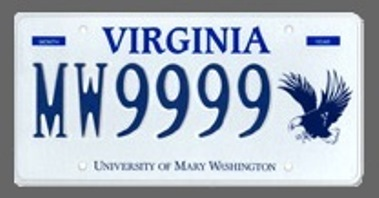 VIRGINIA
MONTH YEAR
MW9999
UNIVERSITY OF MARY WASHINGTON